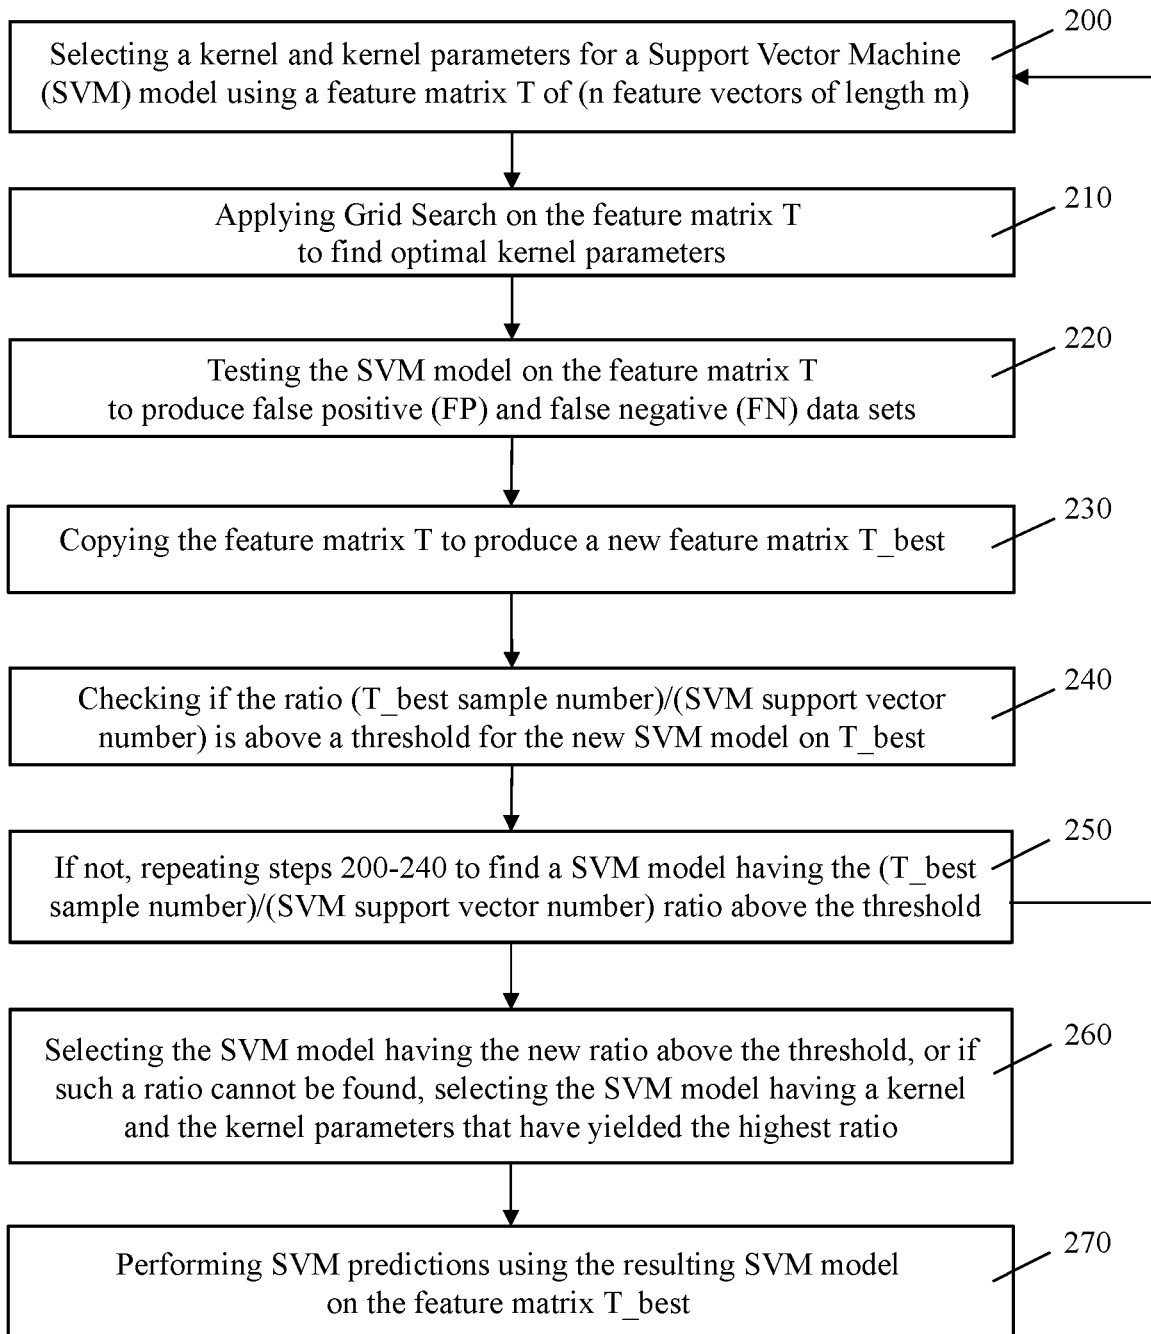 200
Selecting a kernel and kernel parameters for a Support Vector Machine
(SVM) model using a feature matrix T of (n feature vectors of length m)
210
Applying Grid Search on the feature matrix T
to find optimal kernel parameters
220
Testing the SVM model on the feature matrix T
to produce false positive (FP) and false negative (FN) data sets
230
Copying the feature matrix T to produce a new feature matrix T_best
240
Checking if the ratio (T_best sample number)/(SVM support vector
number) is above a threshold for the new SVM model on T_best
250
If not, repeating steps 200-240 to find a SVM model having the (T_best
sample number)/(SVM support vector number) ratio above the threshold
260
Selecting the SVM model having the new ratio above the threshold, or if
such a ratio cannot be found, selecting the SVM model having a kernel
and the kernel parameters that have yielded the highest ratio
270
Performing SVM predictions using the resulting SVM model
on the feature matrix T_best